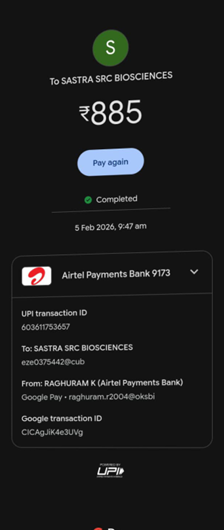 S
To SASTRA SRC BIOSCIENCES
₹885
Pay again
Completed
5 Feb 2026, 9:47 am
Airtel Payments Bank 9173
UPI transaction ID
603611753657
To: SASTRA SRC BIOSCIENCES
eze0375442@cub
From: RAGHURAM K (Airtel Payments Bank)
Google Pay • raghuram.r2004@oksbi
Google transaction ID
CICAgJiK4e3UVg
POWERED BY
UPI